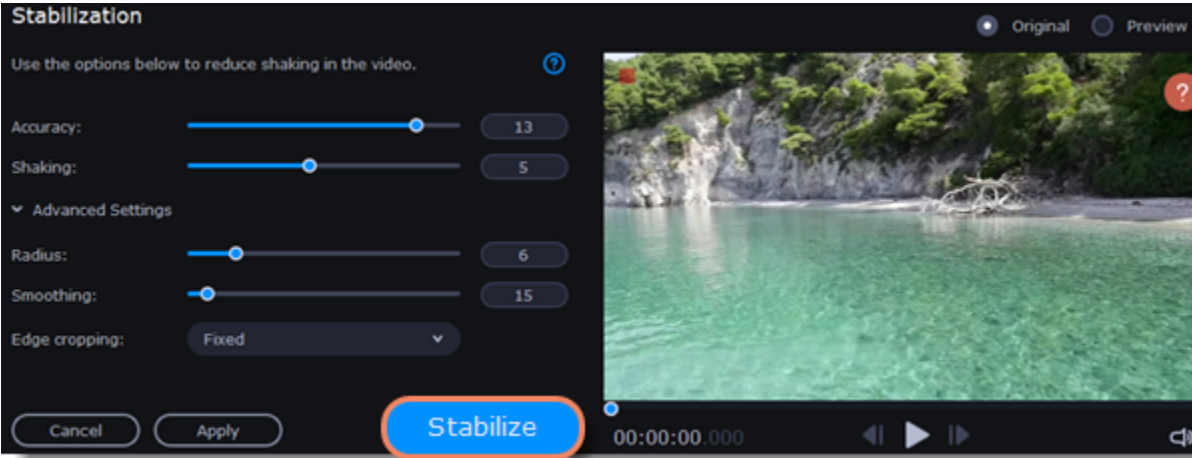 Stabilization
Original Preview
Use the options below to reduce shaking in the video. ?
?
Accuracy: 13
Shaking: 5
Advanced Settings
Radius: 6
Smoothing: 15
Edge cropping: Fixed
Cancel Apply Stabilize
00:00:00.000